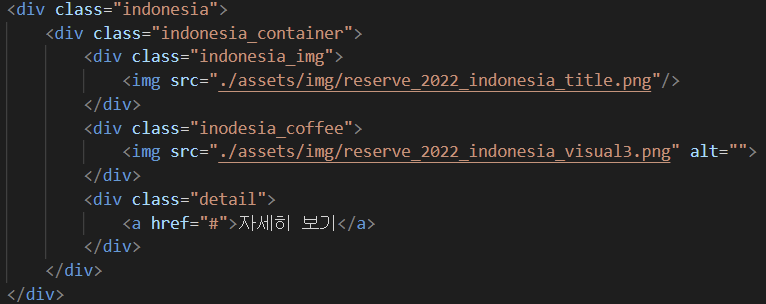 <div class="indonesia">
<div class="indonesia_container">
<div class="indonesia_img">
<img src="./assets/img/reserve_2022_indonesia_title.png"/>
</div>
<div class="inodesia_coffee">
<img src="./assets/img/reserve_2022_indonesia_visual3.png" alt="">
</div>
<div class="detail">
<a href="#">자세히 보기</a>
</div>
</div>
</div>